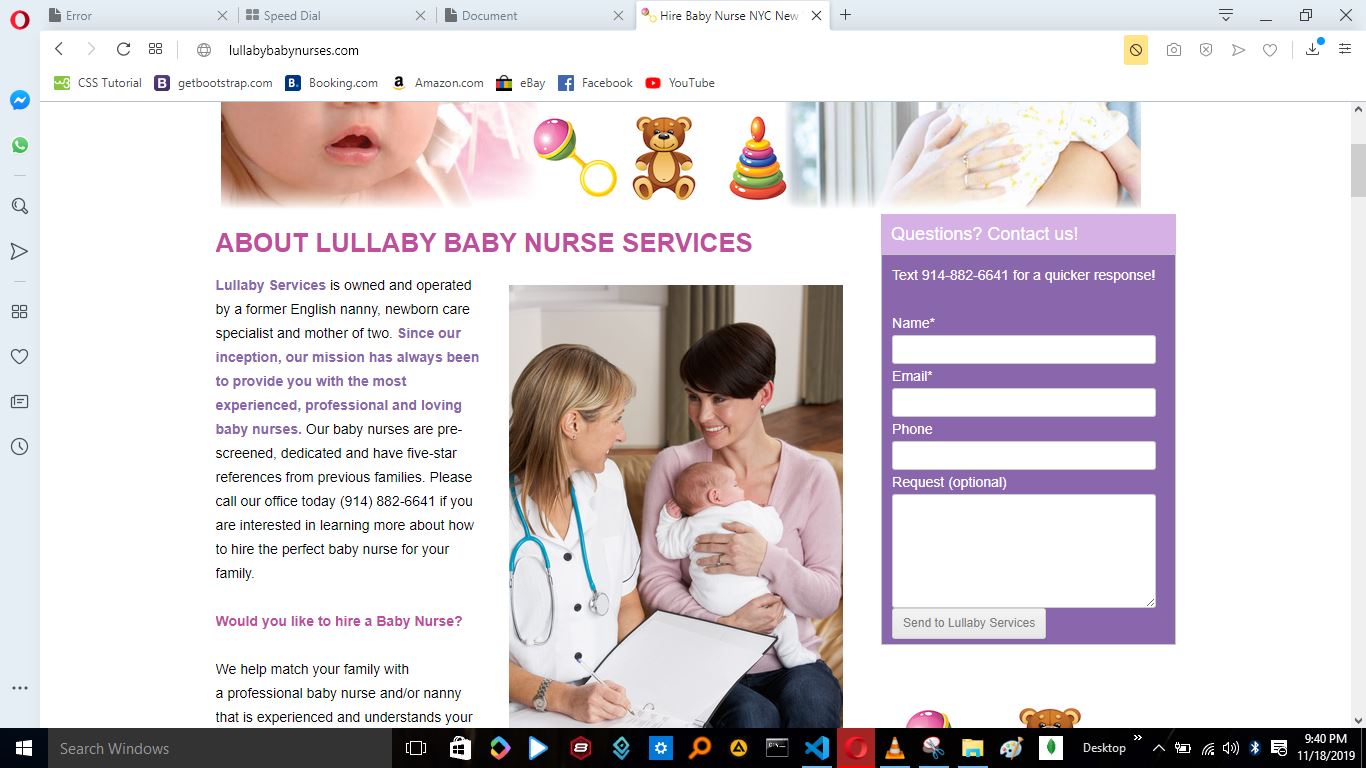 Error
Speed Dial
Document
Hire Baby Nurse NYC New
lullabybabynurses.com
CSS Tutorial
getbootstrap.com
Booking.com
Amazon.com
eBay
Facebook
YouTube
ABOUT LULLABY BABY NURSE SERVICES
Lullaby Services is owned and operated
by a former English nanny, newborn care
specialist and mother of two. Since our
inception, our mission has always been
to provide you with the most
experienced, professional and loving
baby nurses. Our baby nurses are pre-
screened, dedicated and have five-star
references from previous families. Please
call our office today (914) 882-6641 if you
are interested in learning more about how
to hire the perfect baby nurse for your
family.
Would you like to hire a Baby Nurse?
We help match your family with
a professional baby nurse and/or nanny
that is experienced and understands your
Questions? Contact us!
Text 914-882-6641 for a quicker response!
Name*
Email*
Phone
Request (optional)
Send to Lullaby Services
Search Windows
Desktop
9:40 PM
11/18/2019